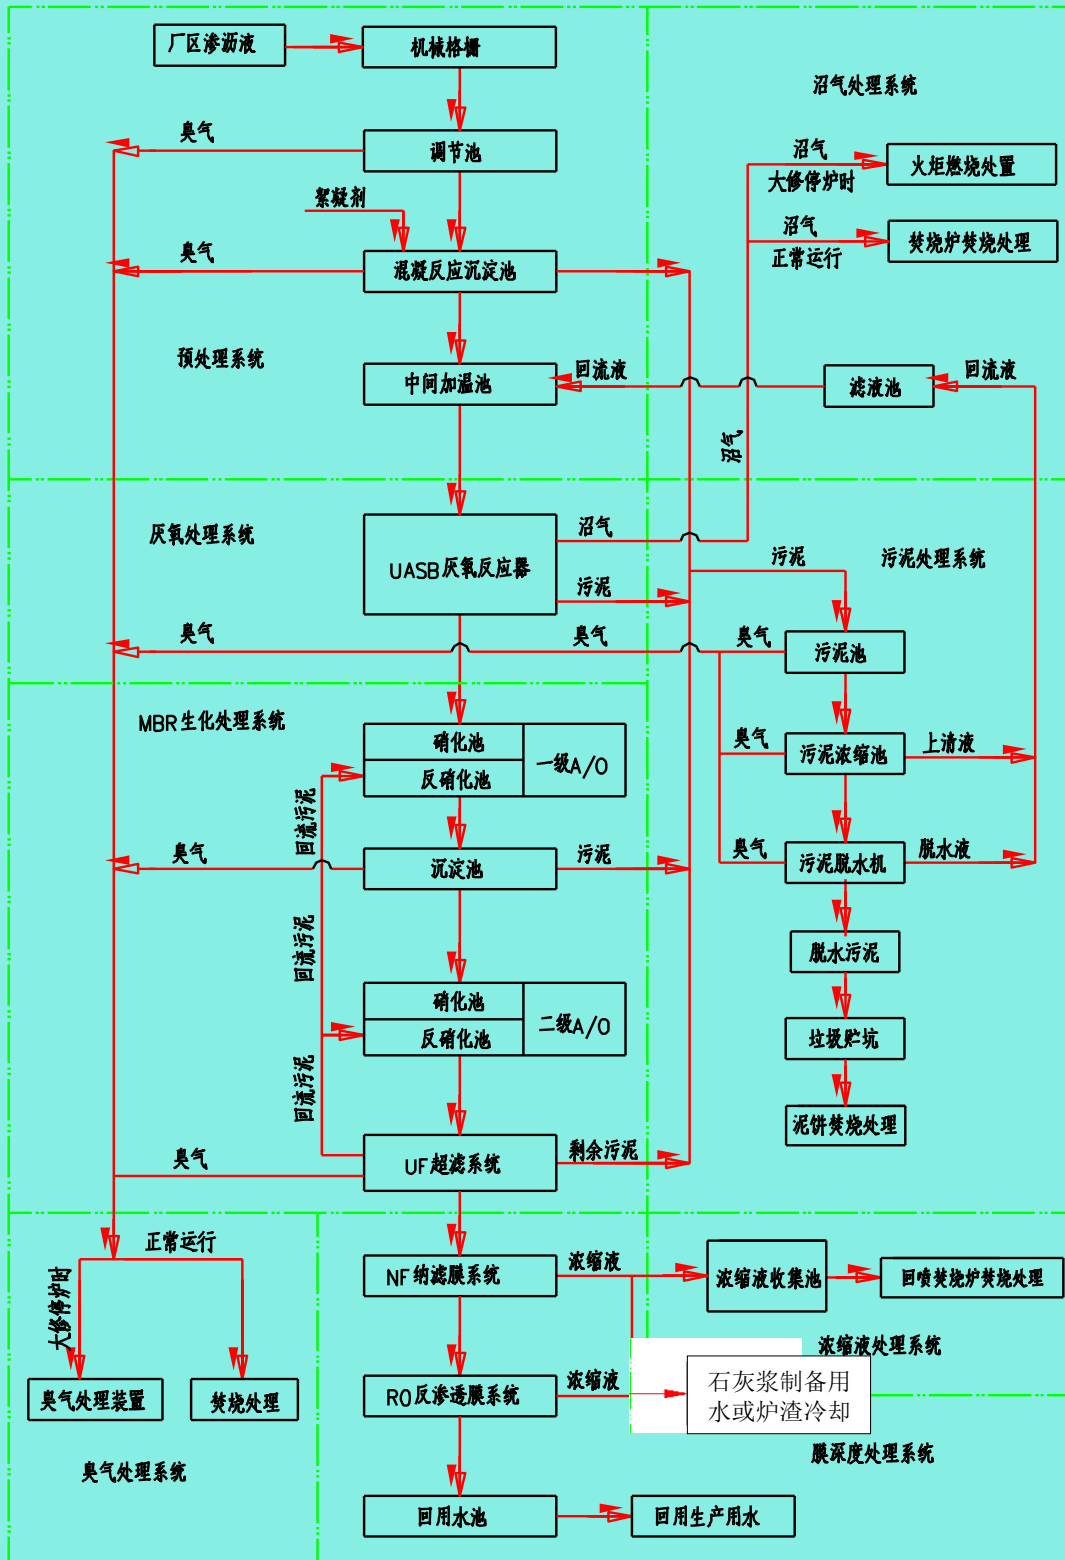 厂区渗沥液
机械格栅
沼气处理系统
臭气
调节池
沼气
大修停炉时
火炬燃烧处置
絮凝剂
沼气
正常运行
焚烧炉焚烧处理
臭气
混凝反应沉淀池
预处理系统
中间加温池
回流液
滤液池
回流液
沼气
厌氧处理系统
UASB厌氧反应器
沼气
污泥
污泥
污泥处理系统
臭气
臭气
臭气
污泥池
MBR生化处理系统
硝化池
反硝化池
一级A/O
臭气
污泥浓缩池
上清液
回流污泥
臭气
沉淀池
污泥
臭气
污泥脱水机
脱水液
回流污泥
脱水污泥
硝化池
反硝化池
二级A/O
垃圾贮坑
回流污泥
泥饼焚烧处理
臭气
UF超滤系统
剩余污泥
正常运行
大修停炉时
NF纳滤膜系统
浓缩液
浓缩液收集池
回喷焚烧炉焚烧处理
浓缩液处理系统
臭气处理装置
焚烧处理
RO反渗透膜系统
浓缩液
石灰浆制备用
水或炉渣冷却
膜深度处理系统
臭气处理系统
回用水池
回用生产用水